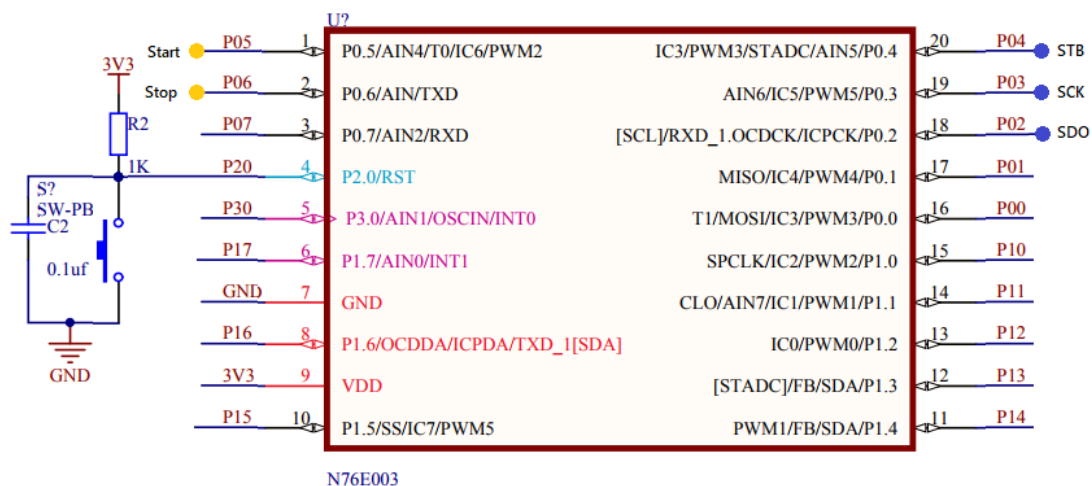 U?
Start P05 1 P0.5/AIN4/T0/IC6/PWM2 IC3/PWM3/STADC/AIN5/P0.4 20 P04 STB
3V3
Stop P06 2 P0.6/AIN/TXD AIN6/IC5/PWM5/P0.3 19 P03 SCK
R2
P07 3 P0.7/AIN2/RXD [SCL]/RXD_1.OCDCK/ICPCK/P0.2 18 P02 SDO
1K P20 4 P2.0/RST MISO/IC4/PWM4/P0.1 17 P01
S?
SW-PB
P30 5 P3.0/AIN1/OSCIN/INT0 T1/MOSI/IC3/PWM3/P0.0 16 P00
C2
0.1uf
P17 6 P1.7/AIN0/INT1 SPCLK/IC2/PWM2/P1.0 15 P10
GND 7 GND CLO/AIN7/IC1/PWM1/P1.1 14 P11
P16 8 P1.6/OCDDA/ICPDA/TXD_1[SDA] IC0/PWM0/P1.2 13 P12
GND
3V3 9 VDD [STADC]/FB/SDA/P1.3 12 P13
P15 10 P1.5/SS/IC7/PWM5 PWM1/FB/SDA/P1.4 11 P14
N76E003